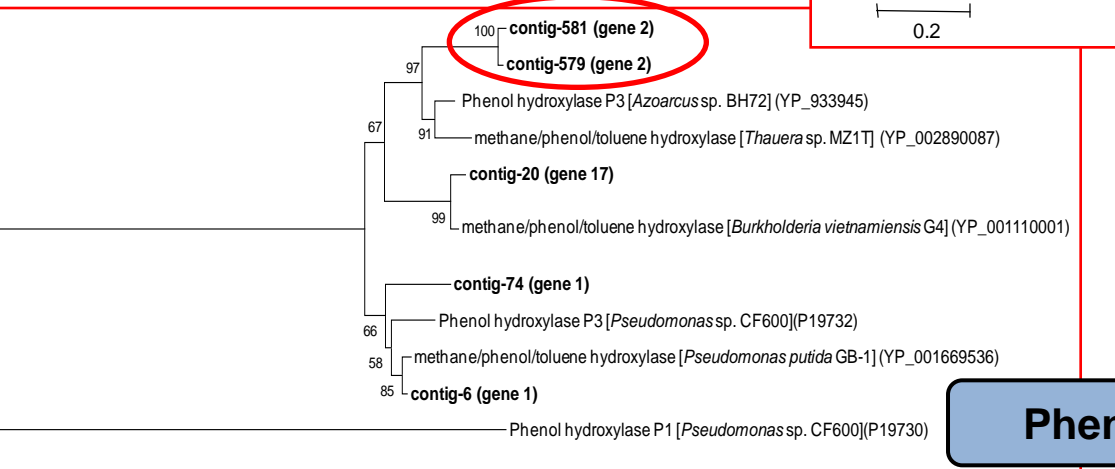 0.2
100
contig-581 (gene 2)
contig-579 (gene 2)
97
Phenol hydroxylase P3 [Azoarcus sp. BH72] (YP_933945)
91
methane/phenol/toluene hydroxylase [Thauera sp. MZ1T] (YP_002890087)
67
contig-20 (gene 17)
99
methane/phenol/toluene hydroxylase [Burkholderia vietnamiensis G4] (YP_001110001)
contig-74 (gene 1)
66
Phenol hydroxylase P3 [Pseudomonas sp. CF600](P19732)
58
methane/phenol/toluene hydroxylase [Pseudomonas putida GB-1] (YP_001669536)
85
contig-6 (gene 1)
Phenol hydroxylase P1 [Pseudomonas sp. CF600](P19730)